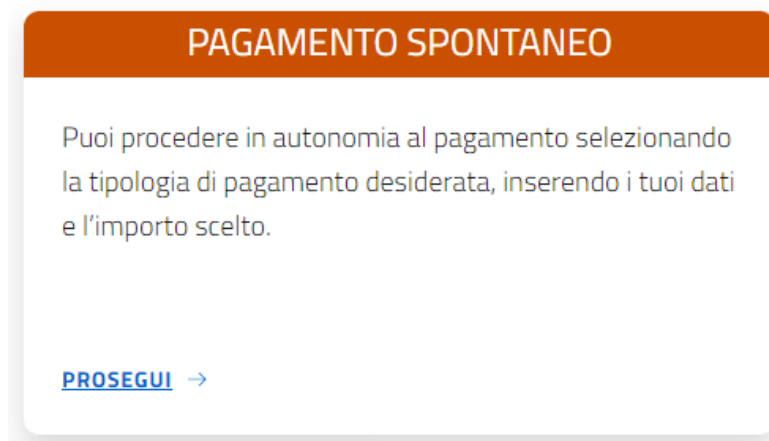 PAGAMENTO SPONTANEO
Puoi procedere in autonomia al pagamento selezionando
la tipologia di pagamento desiderata, inserendo i tuoi dati
e l’importo scelto.
PROSEGUI →